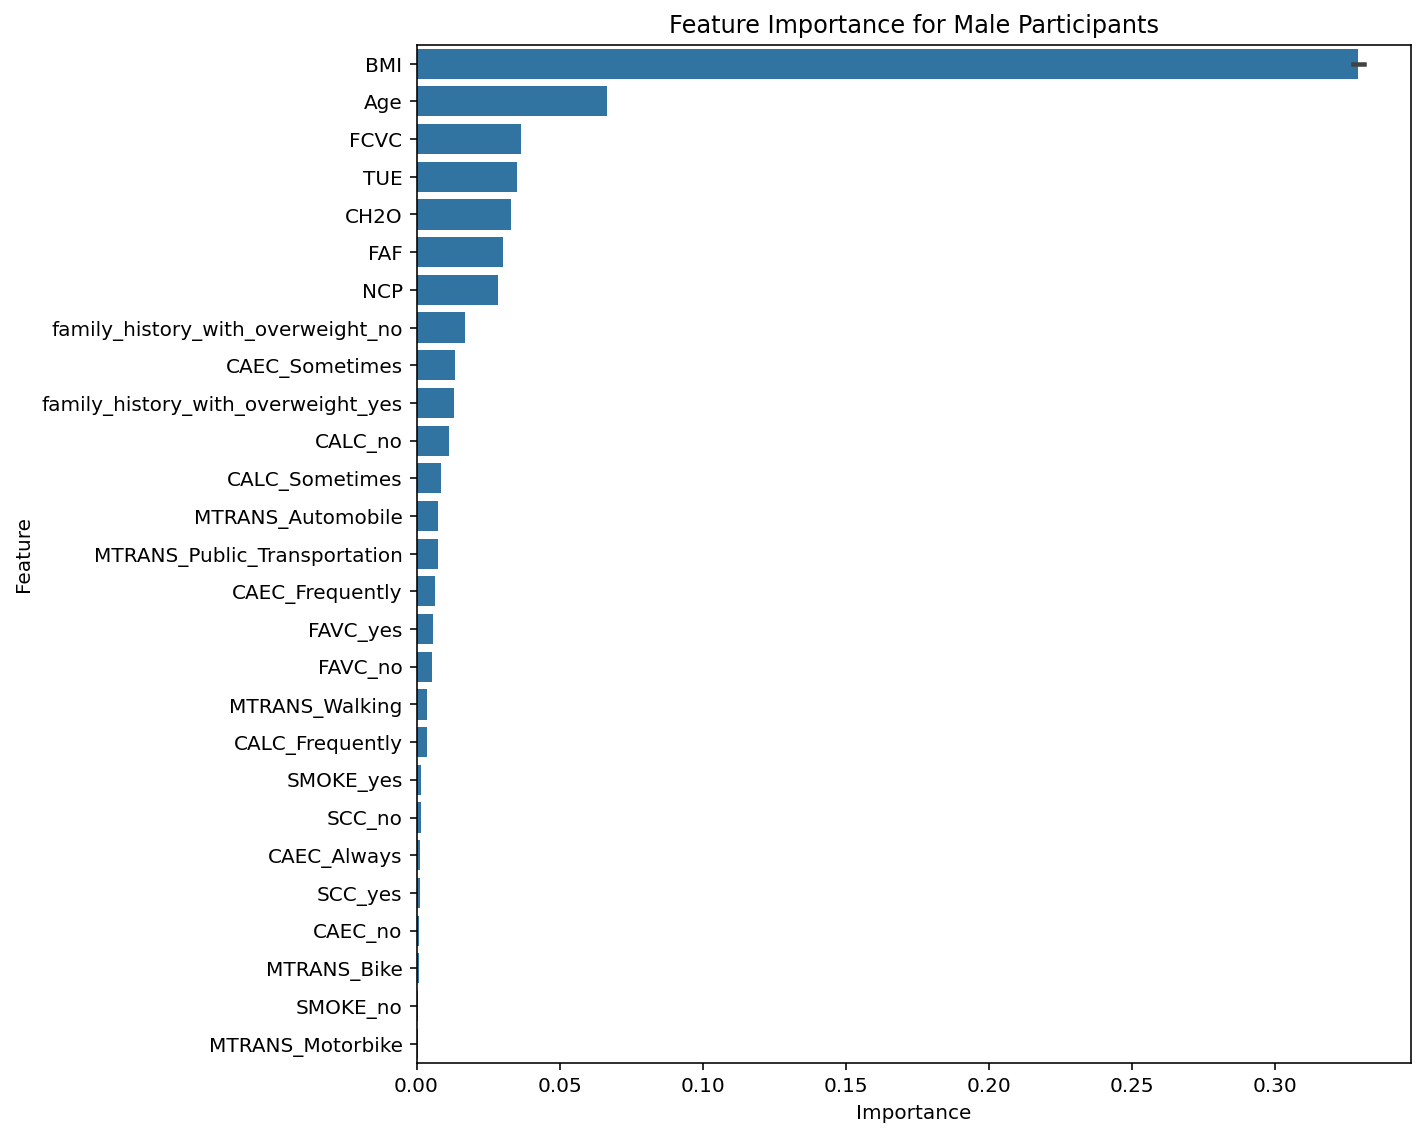 Feature Importance for Male Participants
BMI
Age
FCVC
TUE
CH2O
FAF
NCP
family_history_with_overweight_no
CAEC_Sometimes
family_history_with_overweight_yes
CALC_no
CALC_Sometimes
MTRANS_Automobile
MTRANS_Public_Transportation
CAEC_Frequently
FAVC_yes
FAVC_no
MTRANS_Walking
CALC_Frequently
SMOKE_yes
SCC_no
CAEC_Always
SCC_yes
CAEC_no
MTRANS_Bike
SMOKE_no
MTRANS_Motorbike
Feature
0.00 0.05 0.10 0.15 0.20 0.25 0.30
Importance